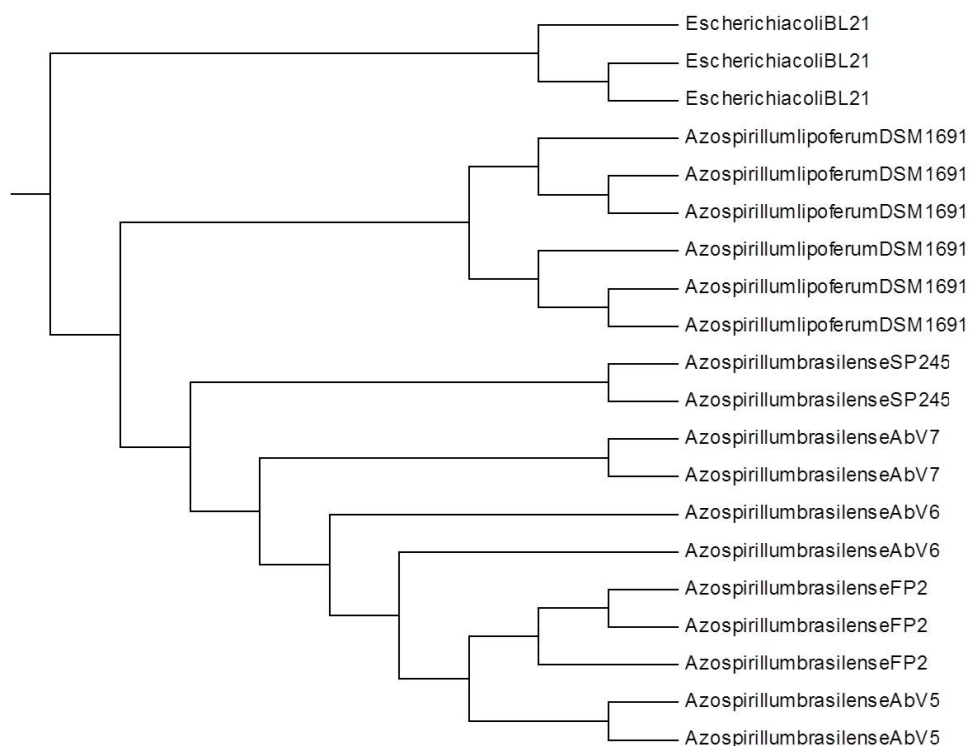 EscherichiacoliBL21
EscherichiacoliBL21
EscherichiacoliBL21
AzospirillumlipoferumDSM1691
AzospirillumlipoferumDSM1691
AzospirillumlipoferumDSM1691
AzospirillumlipoferumDSM1691
AzospirillumlipoferumDSM1691
AzospirillumlipoferumDSM1691
AzospirillumbrasilenseSP245
AzospirillumbrasilenseSP245
AzospirillumbrasilenseAbV7
AzospirillumbrasilenseAbV7
AzospirillumbrasilenseAbV6
AzospirillumbrasilenseAbV6
AzospirillumbrasilenseFP2
AzospirillumbrasilenseFP2
AzospirillumbrasilenseFP2
AzospirillumbrasilenseAbV5
AzospirillumbrasilenseAbV5